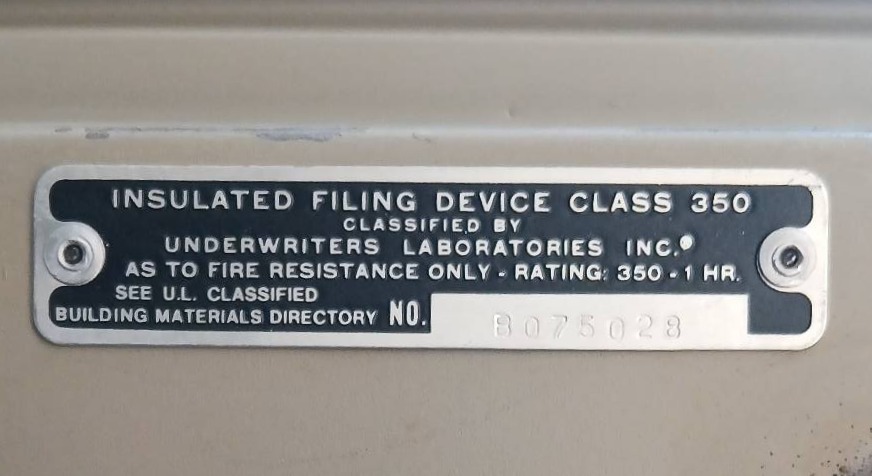 INSULATED FILING DEVICE CLASS 350
CLASSIFIED BY
UNDERWRITERS LABORATORIES INC.®
AS TO FIRE RESISTANCE ONLY - RATING: 350 - 1 HR.
SEE U.L. CLASSIFIED
BUILDING MATERIALS DIRECTORY NO. B075028